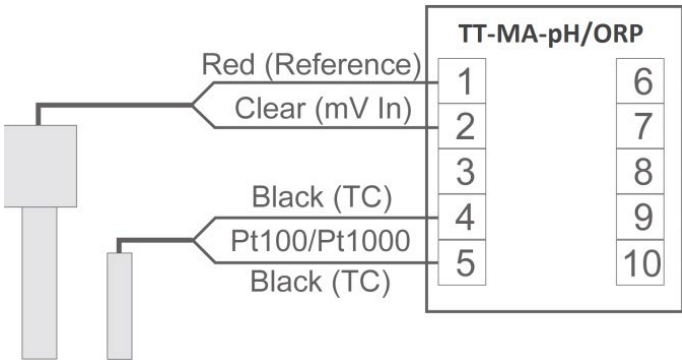 TT-MA-pH/ORP
Red (Reference)
1
6
Clear (mV In)
2
7
3
8
Black (TC)
4
9
Pt100/Pt1000
5
10
Black (TC)